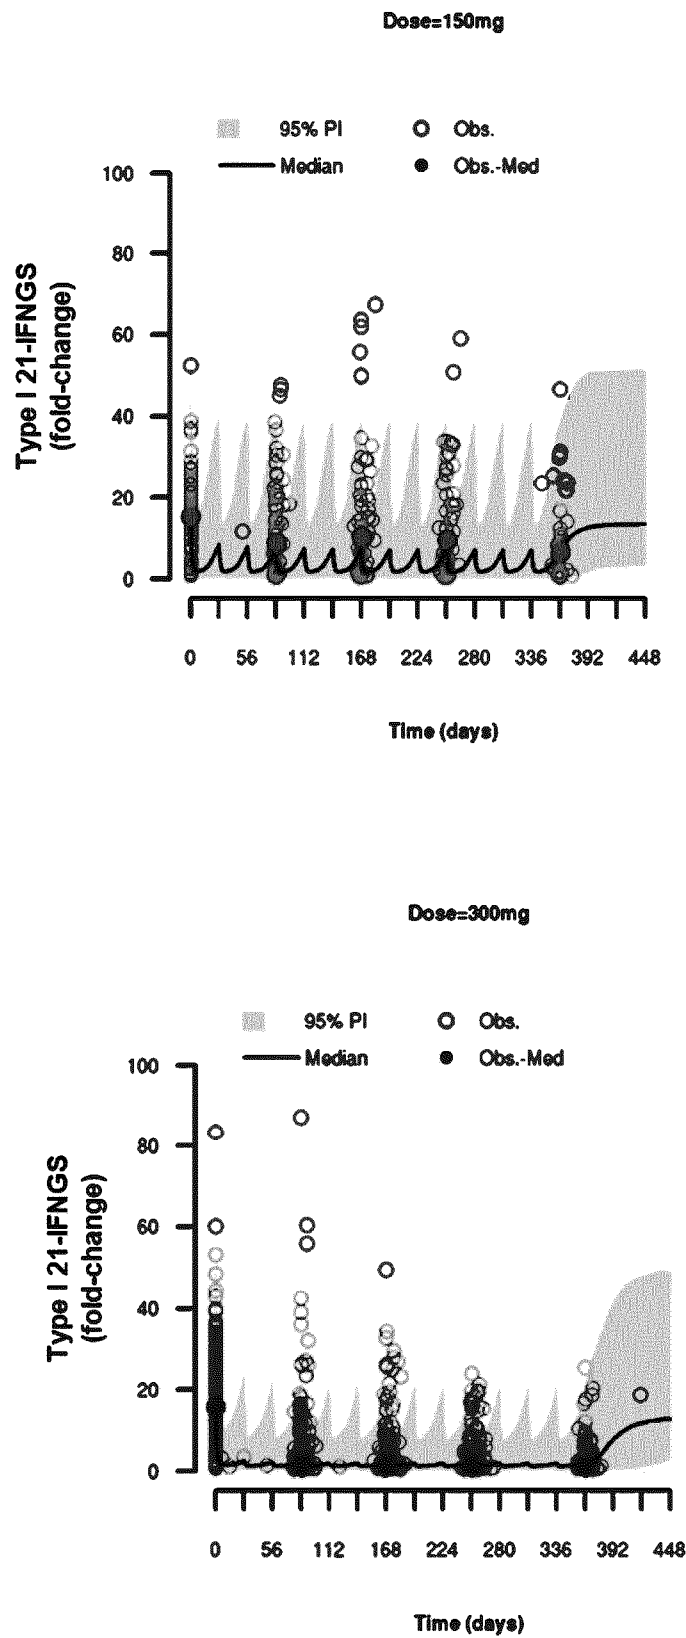 Dose=150mg
95% PI
Obs.
Median
Obs.-Med
100
80
60
40
20
0
Type I 21-IFNGS
(fold-change)
0 56 112 168 224 280 336 392 448
Time (days)
Dose=300mg
95% PI
Obs.
Median
Obs.-Med
100
80
60
40
20
0
Type I 21-IFNGS
(fold-change)
0 56 112 168 224 280 336 392 448
Time (days)